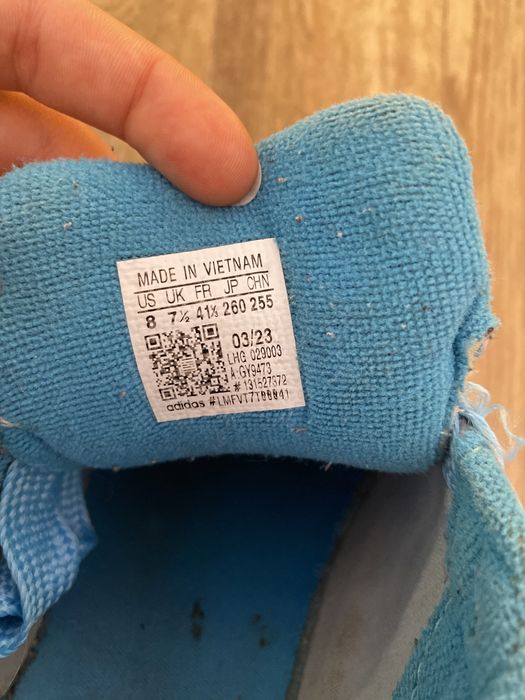 MADE IN VIETNAM
US UK FR JP CHN
8 7½ 41⅓ 260 255
03/23
LHG 029003
A GY9473
adidas